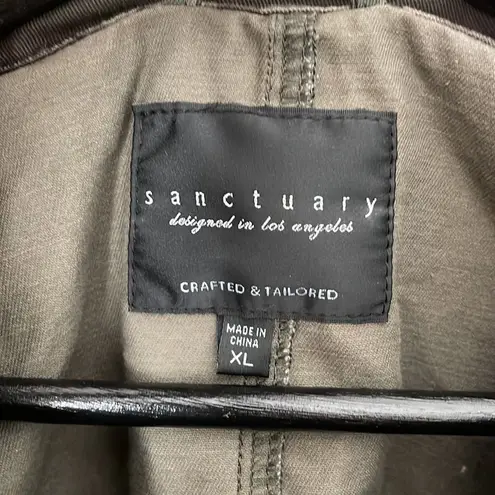 sanctuary
designed in los angeles
CRAFTED & TAILORED
MADE IN
CHINA
XL